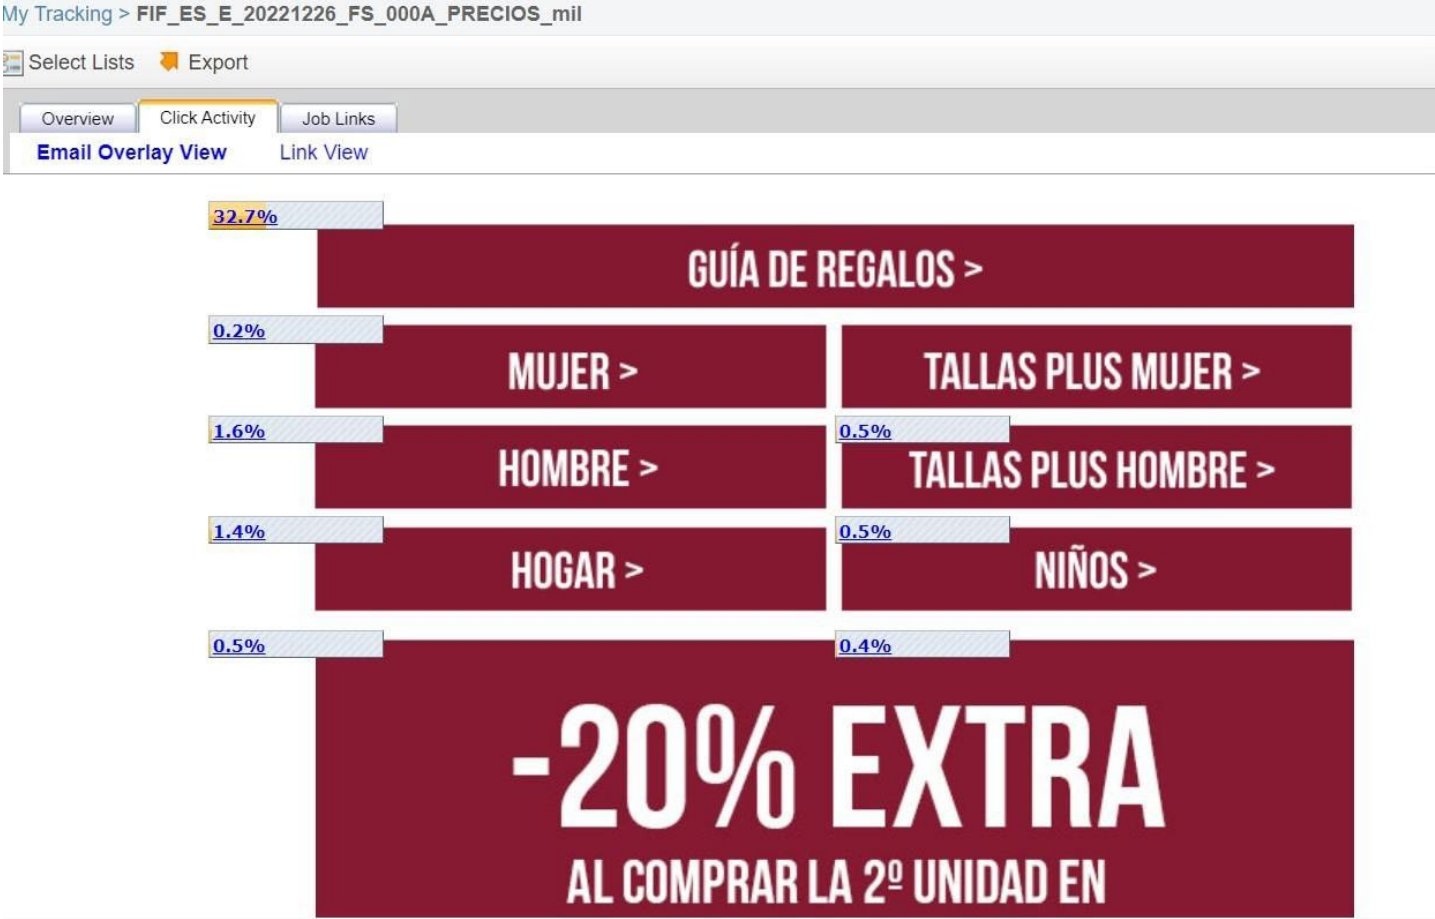 My Tracking > FIF_ES_E_20221226_FS_000A_PRECIOS_mil
Select Lists Export
Overview Click Activity Job Links
Email Overlay View Link View
32.7%
GUÍA DE REGALOS >
0.2%
MUJER > TALLAS PLUS MUJER >
1.6% 0.5%
HOMBRE > TALLAS PLUS HOMBRE >
1.4% 0.5%
HOGAR > NIÑOS >
0.5% 0.4%
-20% EXTRA
AL COMPRAR LA 2º UNIDAD EN